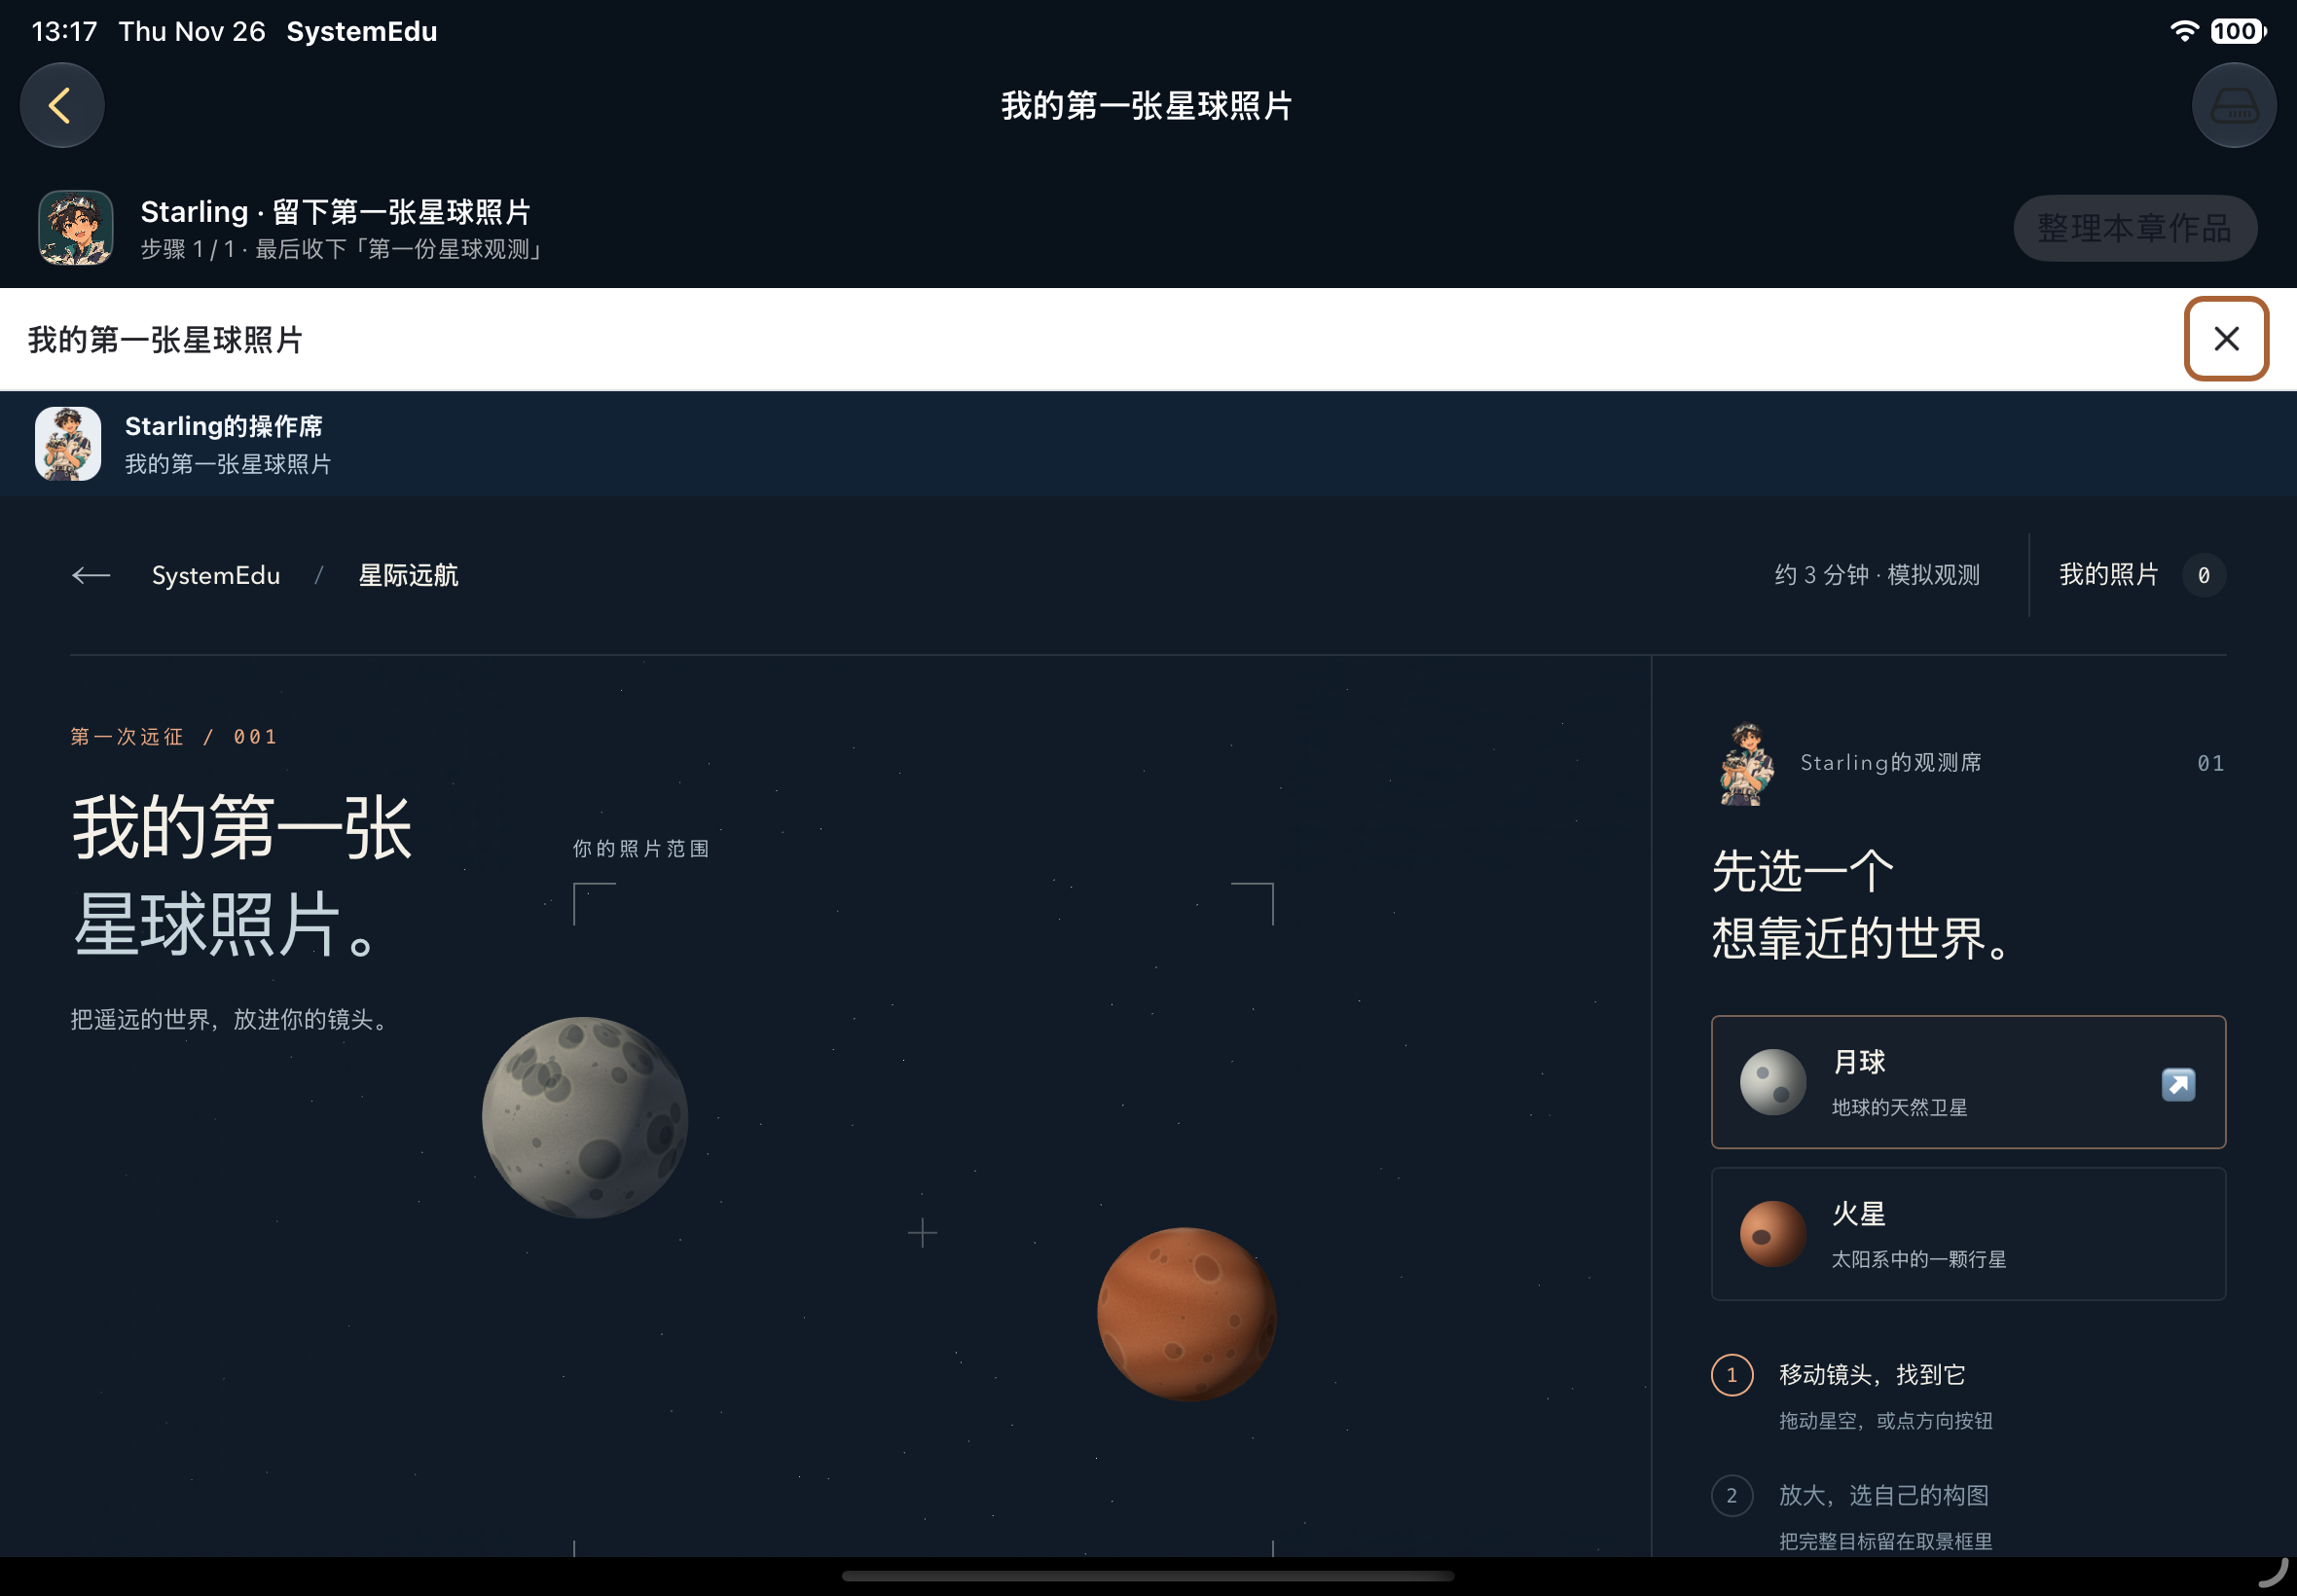 13:17 Thu Nov 26 SystemEdu
100
我的第一张星球照片
Starling · 留下第一张星球照片
步骤 1 / 1 · 最后收下「第一份星球观测」
整理本章作品
我的第一张星球照片
Starling的操作席
我的第一张星球照片
SystemEdu / 星际远航
约 3 分钟 · 模拟观测
我的照片 0
第一次远征 / 001
我的第一张
星球照片。
把遥远的世界，放进你的镜头。
你的照片范围
Starling的观测席
01
先选一个
想靠近的世界。
月球
地球的天然卫星
火星
太阳系中的一颗行星
1 移动镜头，找到它
拖动星空，或点方向按钮
2 放大，选自己的构图
把完整目标留在取景框里